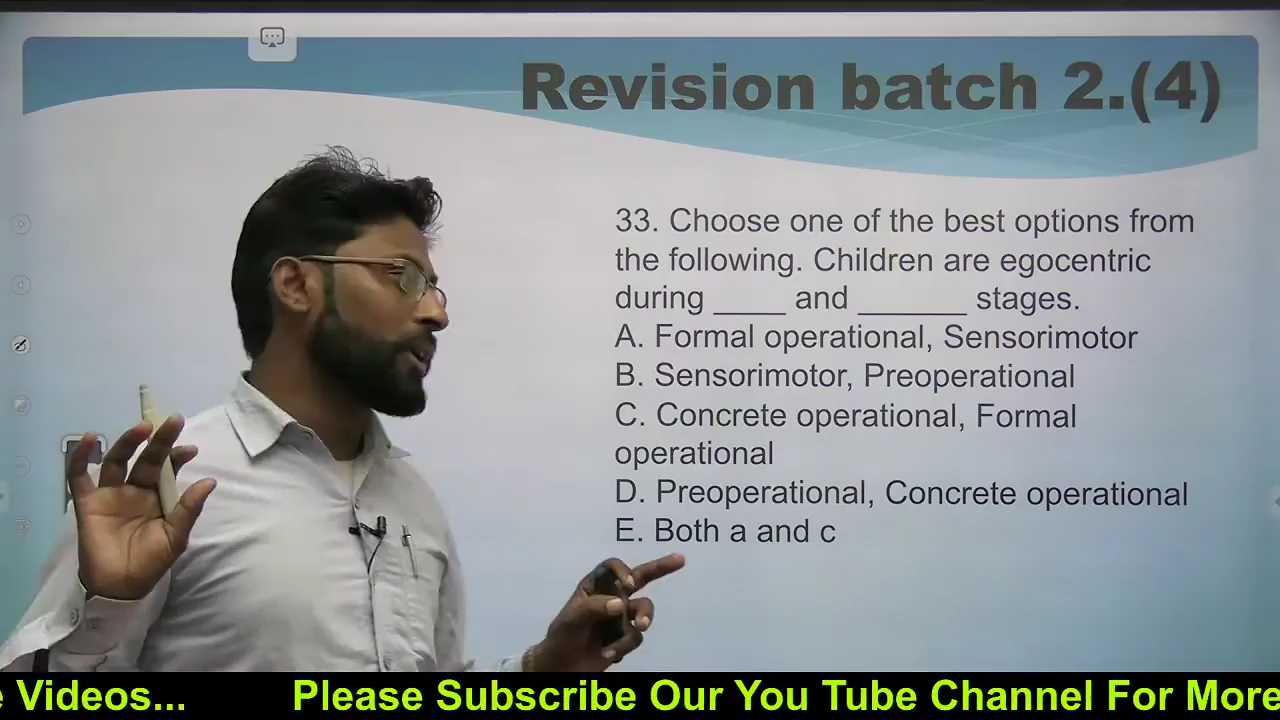 Revision batch 2.(4)
33. Choose one of the best options from
the following. Children are egocentric
during ____ and ______ stages.
A. Formal operational, Sensorimotor
B. Sensorimotor, Preoperational
C. Concrete operational, Formal
operational
D. Preoperational, Concrete operational
E. Both a and c
e Videos... Please Subscribe Our You Tube Channel For More